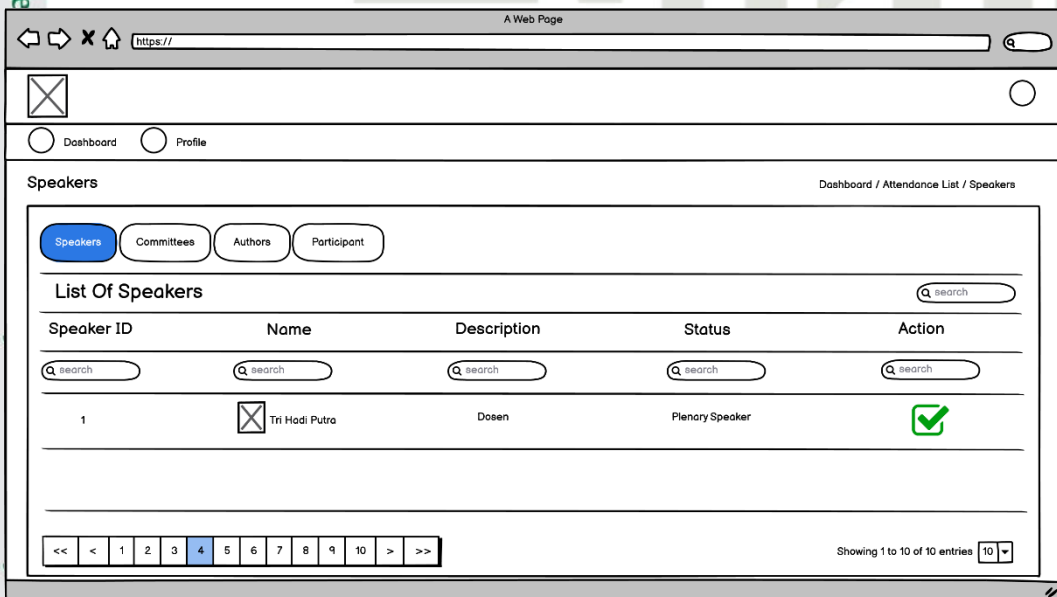 A Web Page
https://
Dashboard Profile
Speakers Dashboard / Attendance List / Speakers
Speakers Committees Authors Participant
List Of Speakers search
Speaker ID Name Description Status Action
search search search search search
1 Tri Hadi Putra Dosen Plenary Speaker
<< < 1 2 3 4 5 6 7 8 9 10 > >> Showing 1 to 10 of 10 entries 10